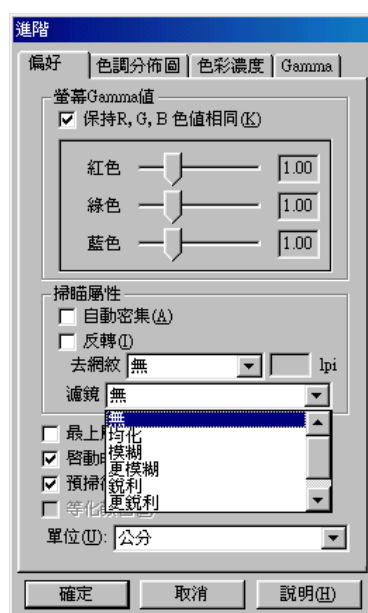 進階
偏好 色調分佈圖 色彩濃度 Gamma
螢幕Gamma值
保持R, G, B 色值相同(K)
紅色 1.00
綠色 1.00
藍色 1.00
掃瞄屬性
自動密集(A)
反轉(I)
去網紋 無 lpi
濾鏡 無
無
最上 均化
啓動 模糊
更模糊
預掃 銳利
等化 更銳利
單位(U): 公分
確定 取消 說明(H)